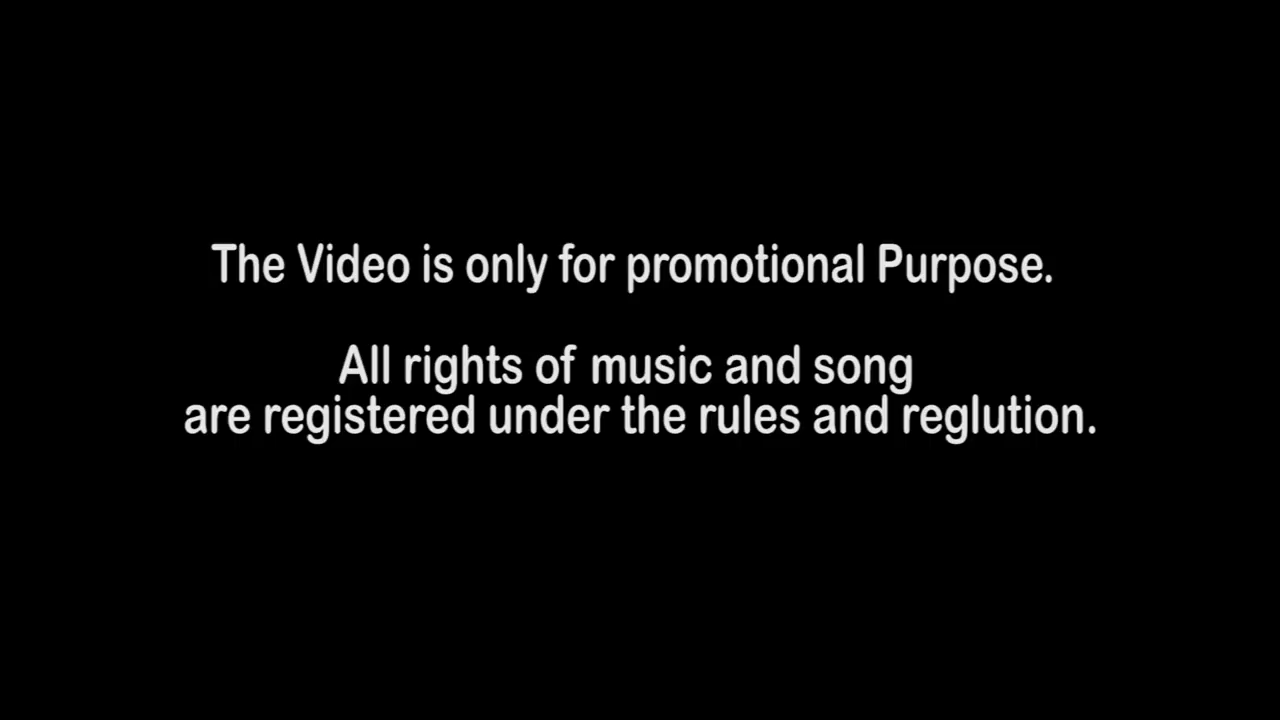 The Video is only for promotional Purpose.
All rights of music and song
are registered under the rules and reglution.